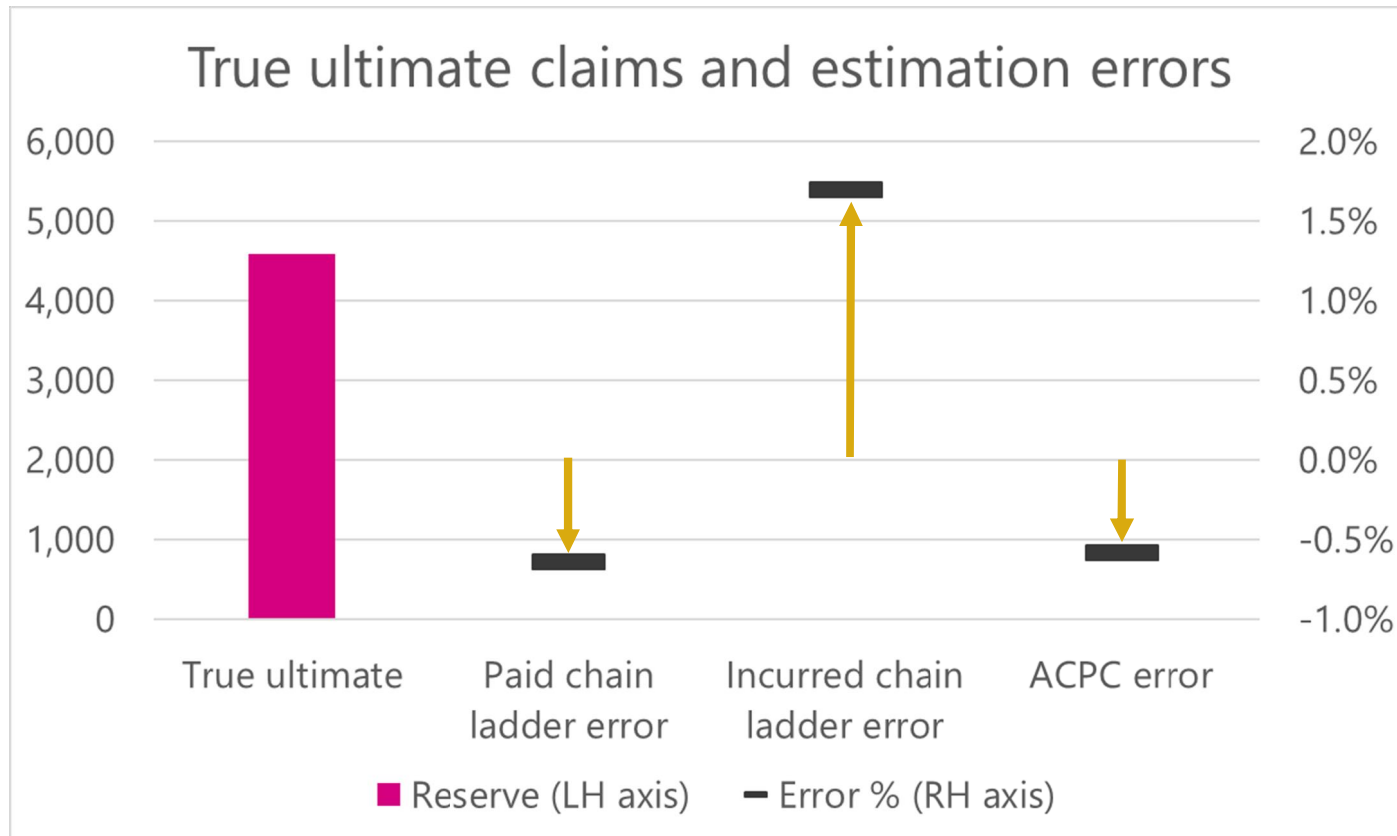 True ultimate claims and estimation errors
6,000
5,000
4,000
3,000
2,000
1,000
0
2.0%
1.5%
1.0%
0.5%
0.0%
-0.5%
-1.0%
True ultimate
Paid chain
ladder error
Incurred chain
ladder error
ACPC error
Reserve (LH axis)
Error % (RH axis)